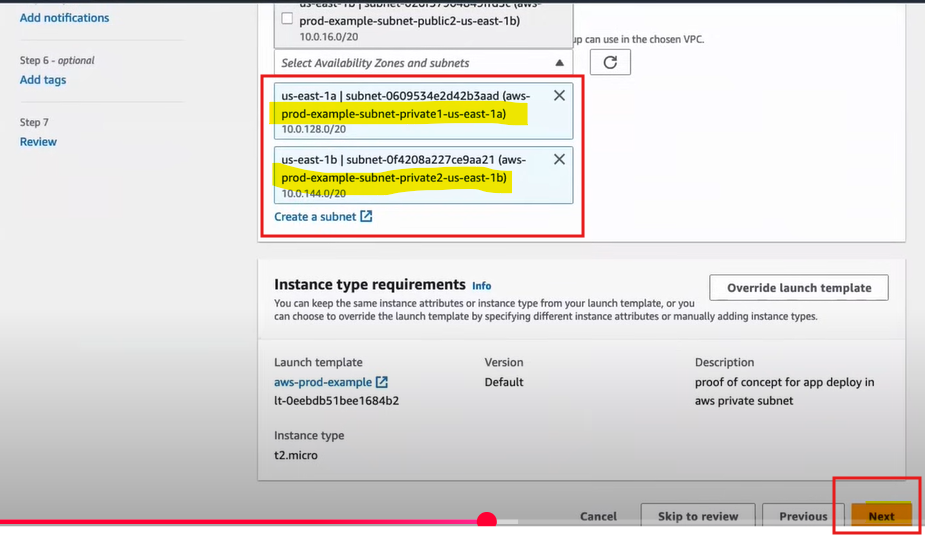 Add notifications
Step 6 - optional
Add tags
Step 7
Review
prod-example-subnet-public2-us-east-1b)
10.0.16.0/20
up can use in the chosen VPC.
Select Availability Zones and subnets
us-east-1a | subnet-0609534e2d42b3aad (aws-
prod-example-subnet-private1-us-east-1a)
10.0.128.0/20
us-east-1b | subnet-0f4208a227ce9aa21 (aws-
prod-example-subnet-private2-us-east-1b)
10.0.144.0/20
Create a subnet
Instance type requirements Info
Override launch template
You can keep the same instance attributes or instance type from your launch template, or you
can choose to override the launch template by specifying different instance attributes or manually adding instance types.
Launch template
Version
Description
aws-prod-example
Default
proof of concept for app deploy in
lt-0eebdb51bee1684b2
aws private subnet
Instance type
t2.micro
Cancel
Skip to review
Previous
Next